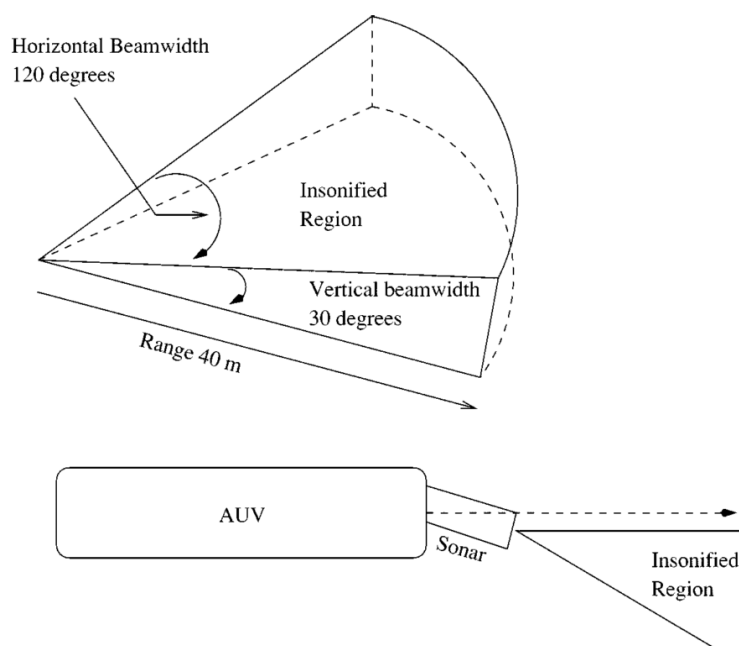 Horizontal Beamwidth
120 degrees
Insonified
Region
Vertical beamwidth
30 degrees
Range 40 m
AUV
Sonar
Insonified
Region